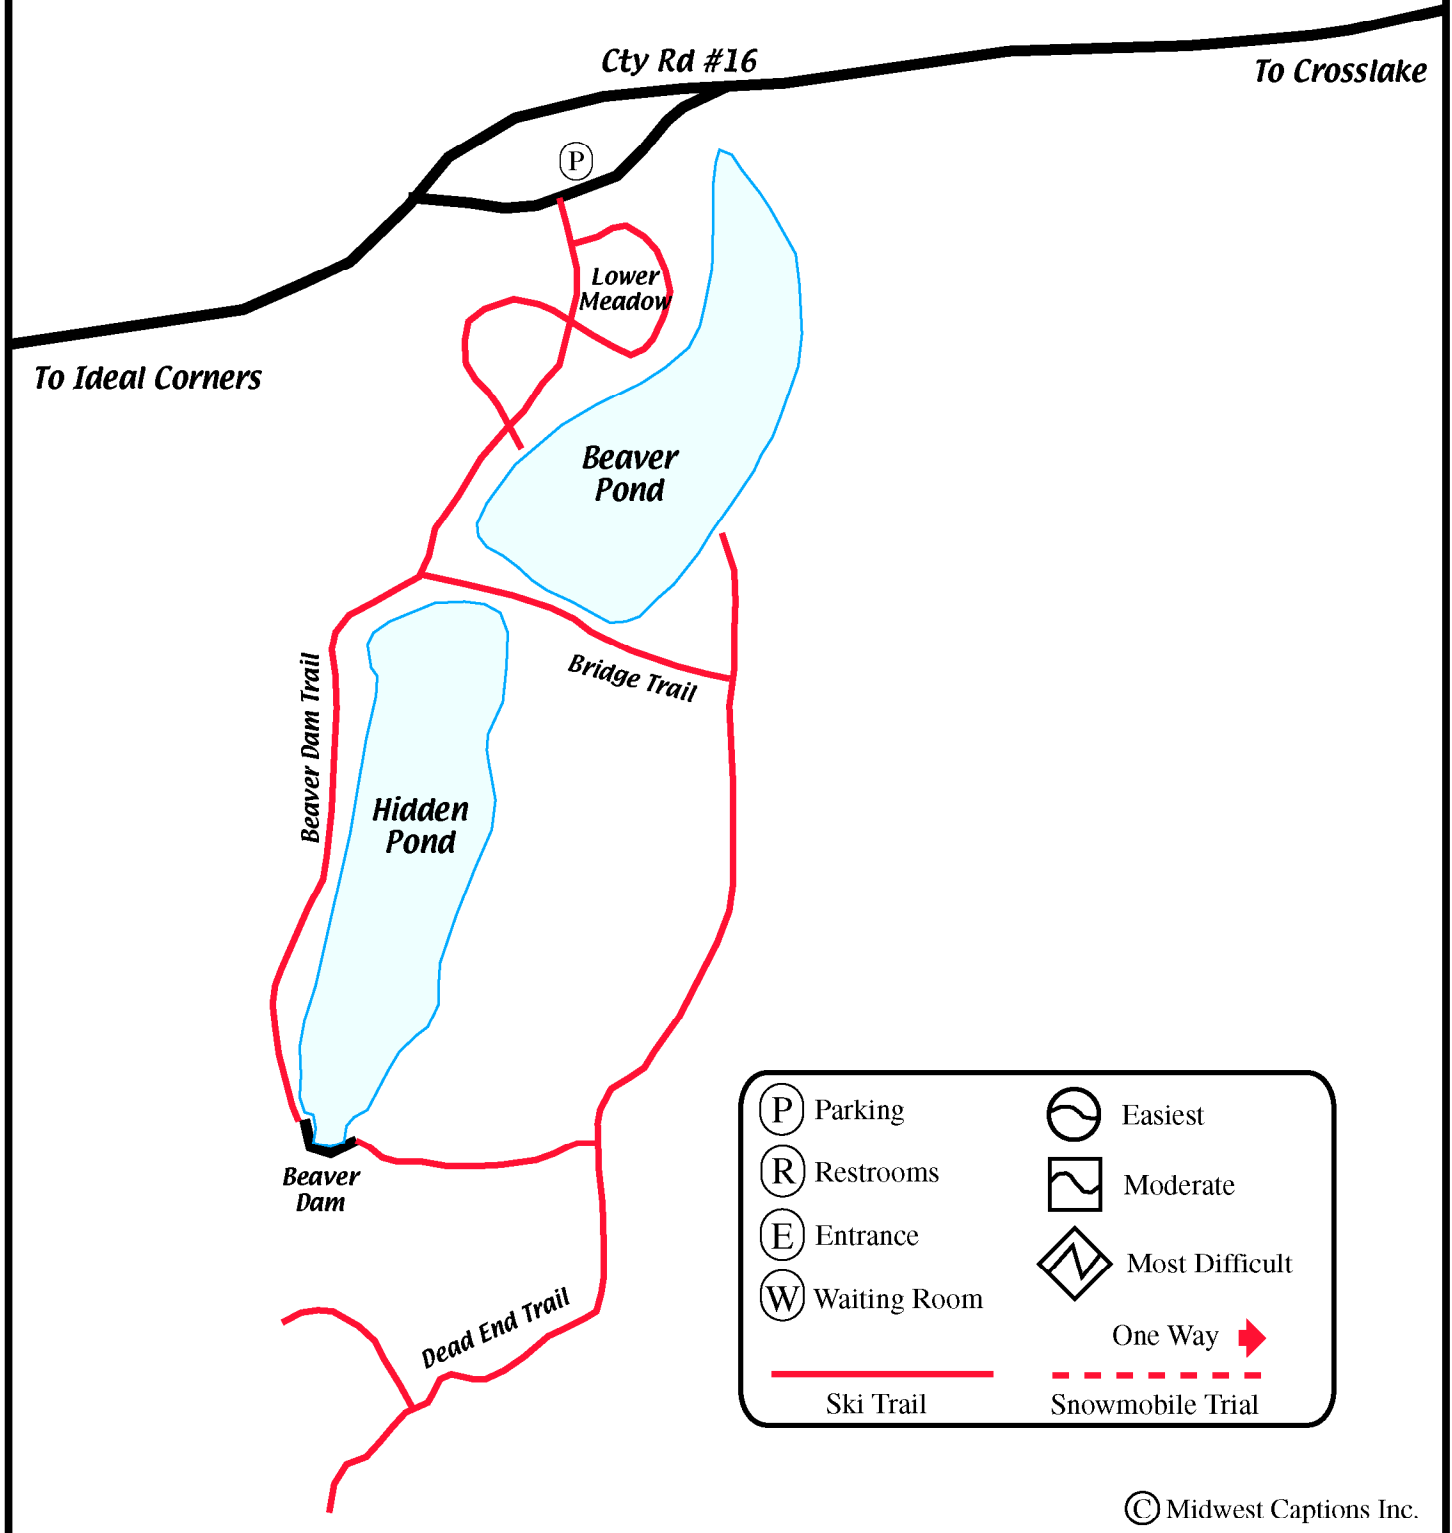 Cty Rd #16
To Crosslake
P
Lower
Meadow
To Ideal Corners
Beaver
Pond
Bridge Trail
Beaver Dam Trail
Hidden
Pond
Beaver
Dam
Dead End Trail
P Parking
Easiest
R Restrooms
Moderate
E Entrance
Most Difficult
W Waiting Room
One Way
Ski Trail
Snowmobile Trial
© Midwest Captions Inc.